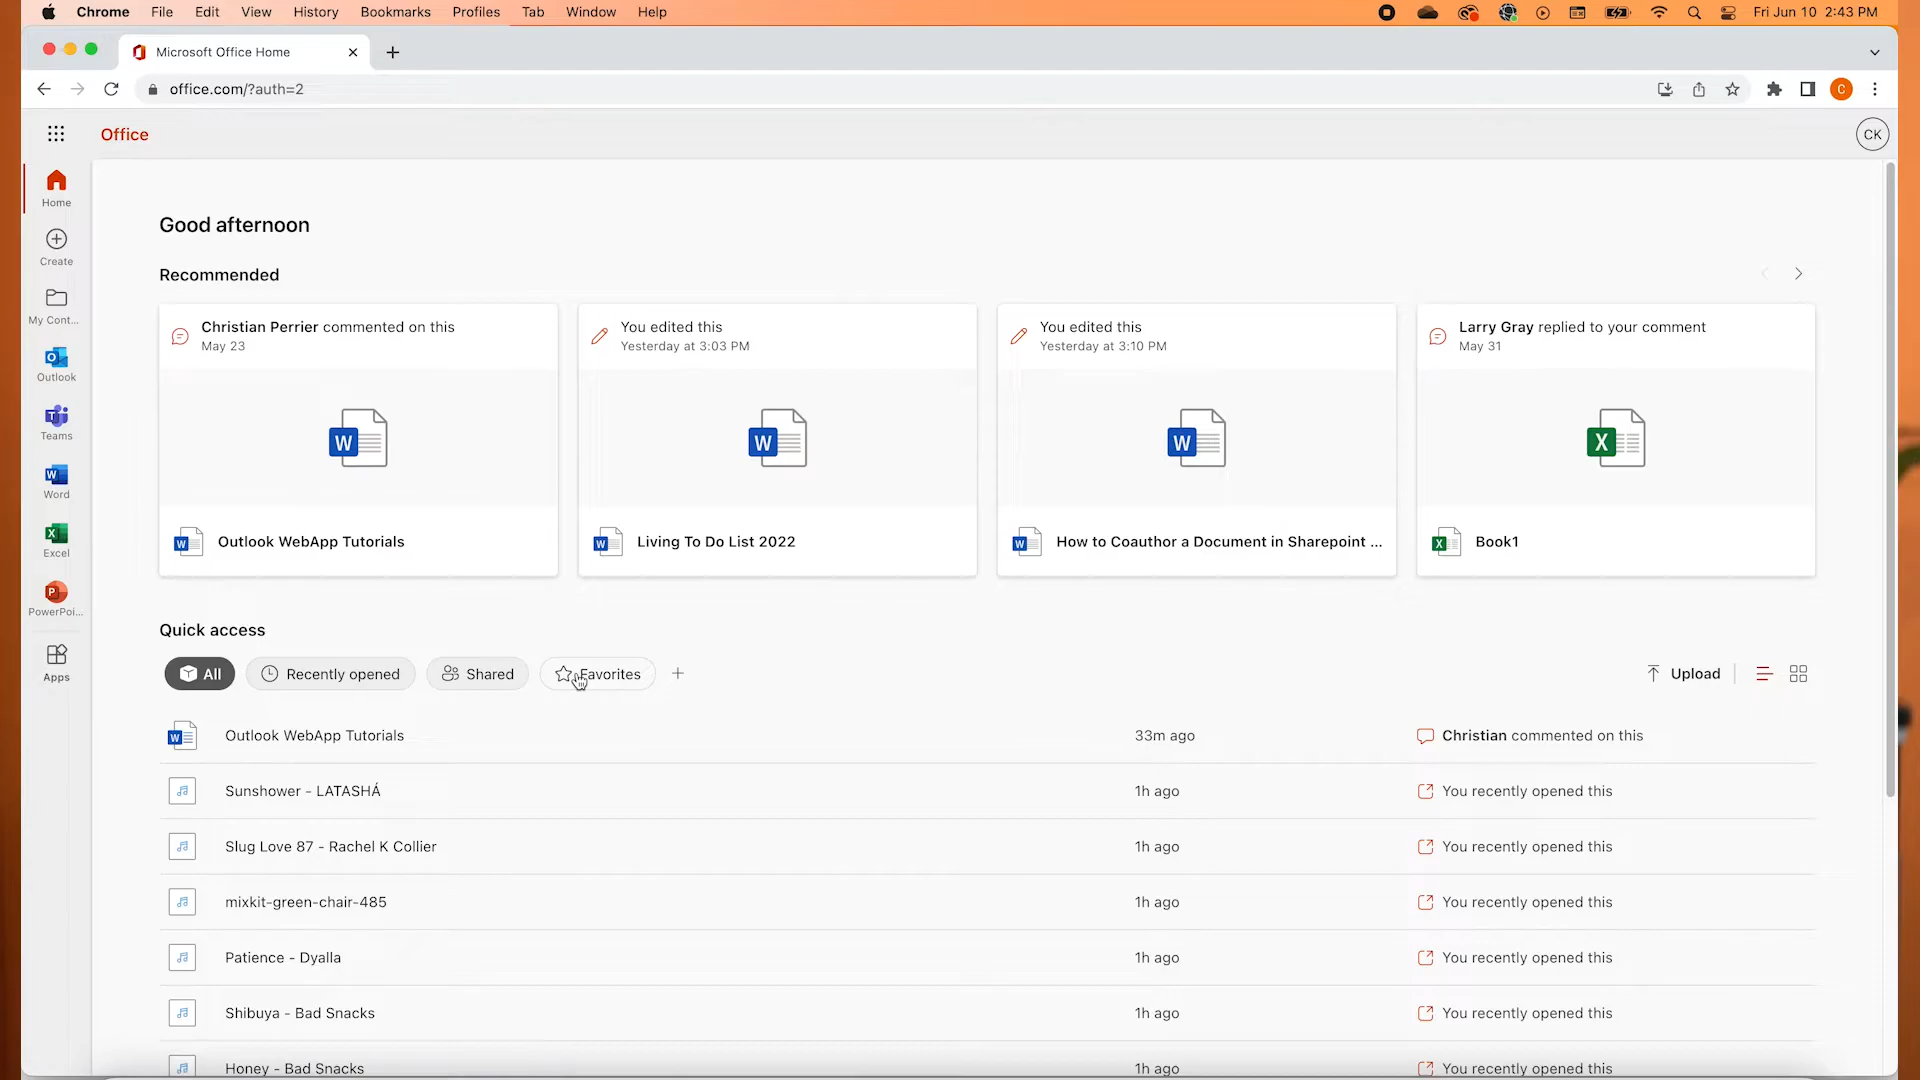 Chrome File Edit View History Bookmarks Profiles Tab Window Help Fri Jun 10 2:43 PM
Microsoft Office Home
office.com/?auth=2 C
Office CK
Home
Create
My Cont...
Outlook
Teams
Word
Excel
PowerPoi...
Apps
Good afternoon
Recommended
Christian Perrier commented on this
May 23
Outlook WebApp Tutorials
You edited this
Yesterday at 3:03 PM
Living To Do List 2022
You edited this
Yesterday at 3:10 PM
How to Coauthor a Document in Sharepoint ...
Larry Gray replied to your comment
May 31
Book1
Quick access
All Recently opened Shared Favorites Upload
Outlook WebApp Tutorials 33m ago Christian commented on this
Sunshower - LATASHÁ 1h ago You recently opened this
Slug Love 87 - Rachel K Collier 1h ago You recently opened this
mixkit-green-chair-485 1h ago You recently opened this
Patience - Dyalla 1h ago You recently opened this
Shibuya - Bad Snacks 1h ago You recently opened this
Honey - Bad Snacks 1h ago You recently opened this